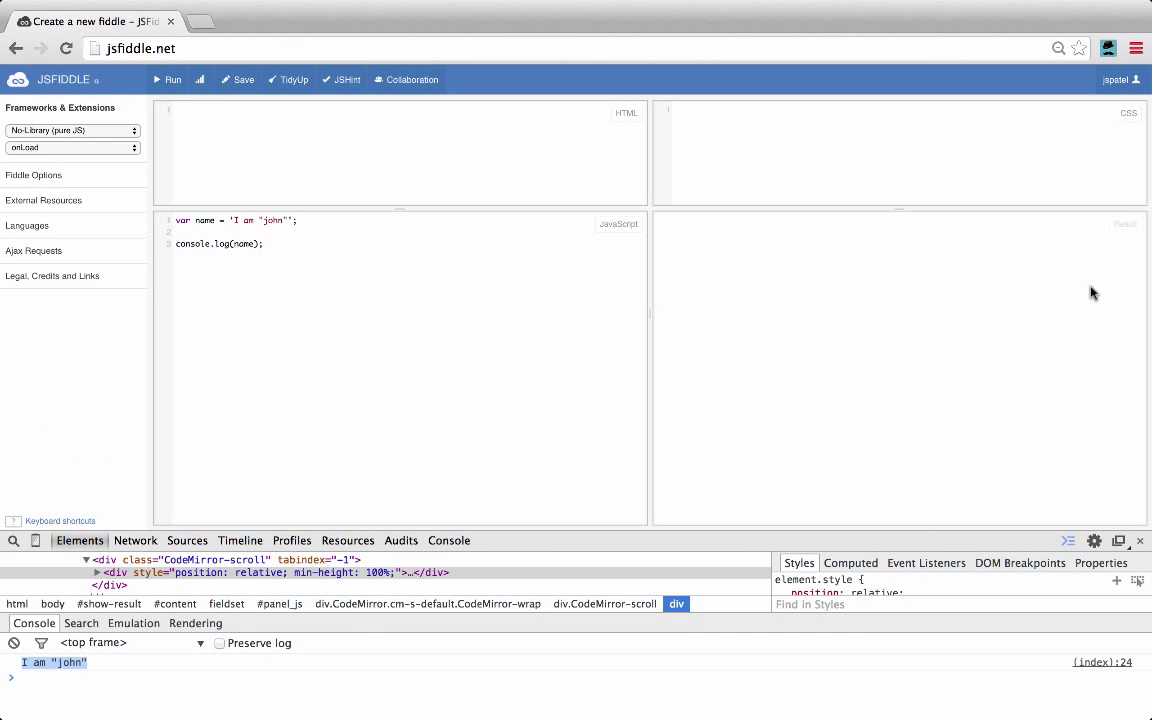 Create a new fiddle – JSFid
jsfiddle.net
JSFIDDLE α
Run
Save
TidyUp
JSHint
Collaboration
jspatel
Frameworks & Extensions
No-Library (pure JS)
onLoad
Fiddle Options
External Resources
Languages
Ajax Requests
Legal, Credits and Links
? Keyboard shortcuts
1
HTML
1
CSS
1 var name = 'I am "john"';
2
3 console.log(name);
JavaScript
Result
Elements Network Sources Timeline Profiles Resources Audits Console
<div class="CodeMirror-scroll" tabindex="-1">
<div style="position: relative; min-height: 100%;">…</div>
</div>
html body #show-result #content fieldset #panel_js div.CodeMirror.cm-s-default.CodeMirror-wrap div.CodeMirror-scroll div
Styles Computed Event Listeners DOM Breakpoints Properties
element.style {
position: relative;
Find in Styles
Console Search Emulation Rendering
<top frame> Preserve log
I am "john" (index):24
>